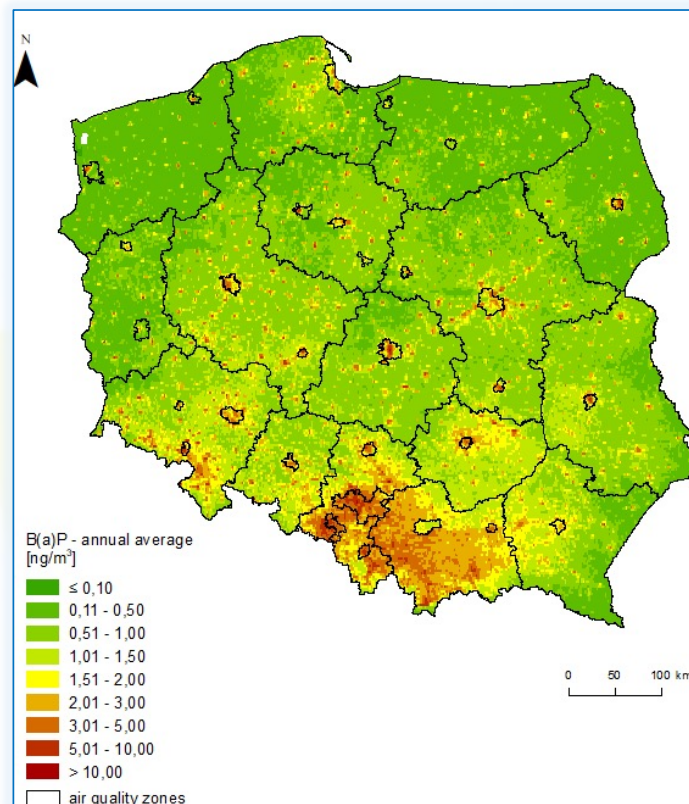 N
B(a)P - annual average
[ng/m³]
≤ 0,10
0,11 - 0,50
0,51 - 1,00
1,01 - 1,50
1,51 - 2,00
2,01 - 3,00
3,01 - 5,00
5,01 - 10,00
> 10,00
air quality zones
0 50 100 km